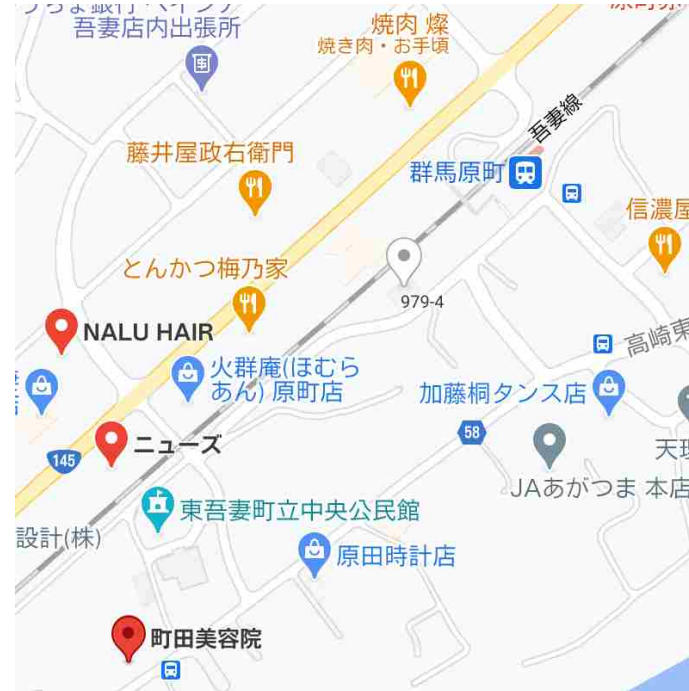 吾妻店内出張所
焼肉 燦
焼き肉・お手頃
吾妻線
藤井屋政右衛門
群馬原町
信濃屋
とんかつ梅乃家
979-4
NALU HAIR
高崎東
火群庵(ほむら
あん) 原町店
加藤桐タンス店
58
ニューズ
145
JAあがつま 本店
東吾妻町立中央公民館
設計(株)
原田時計店
町田美容院